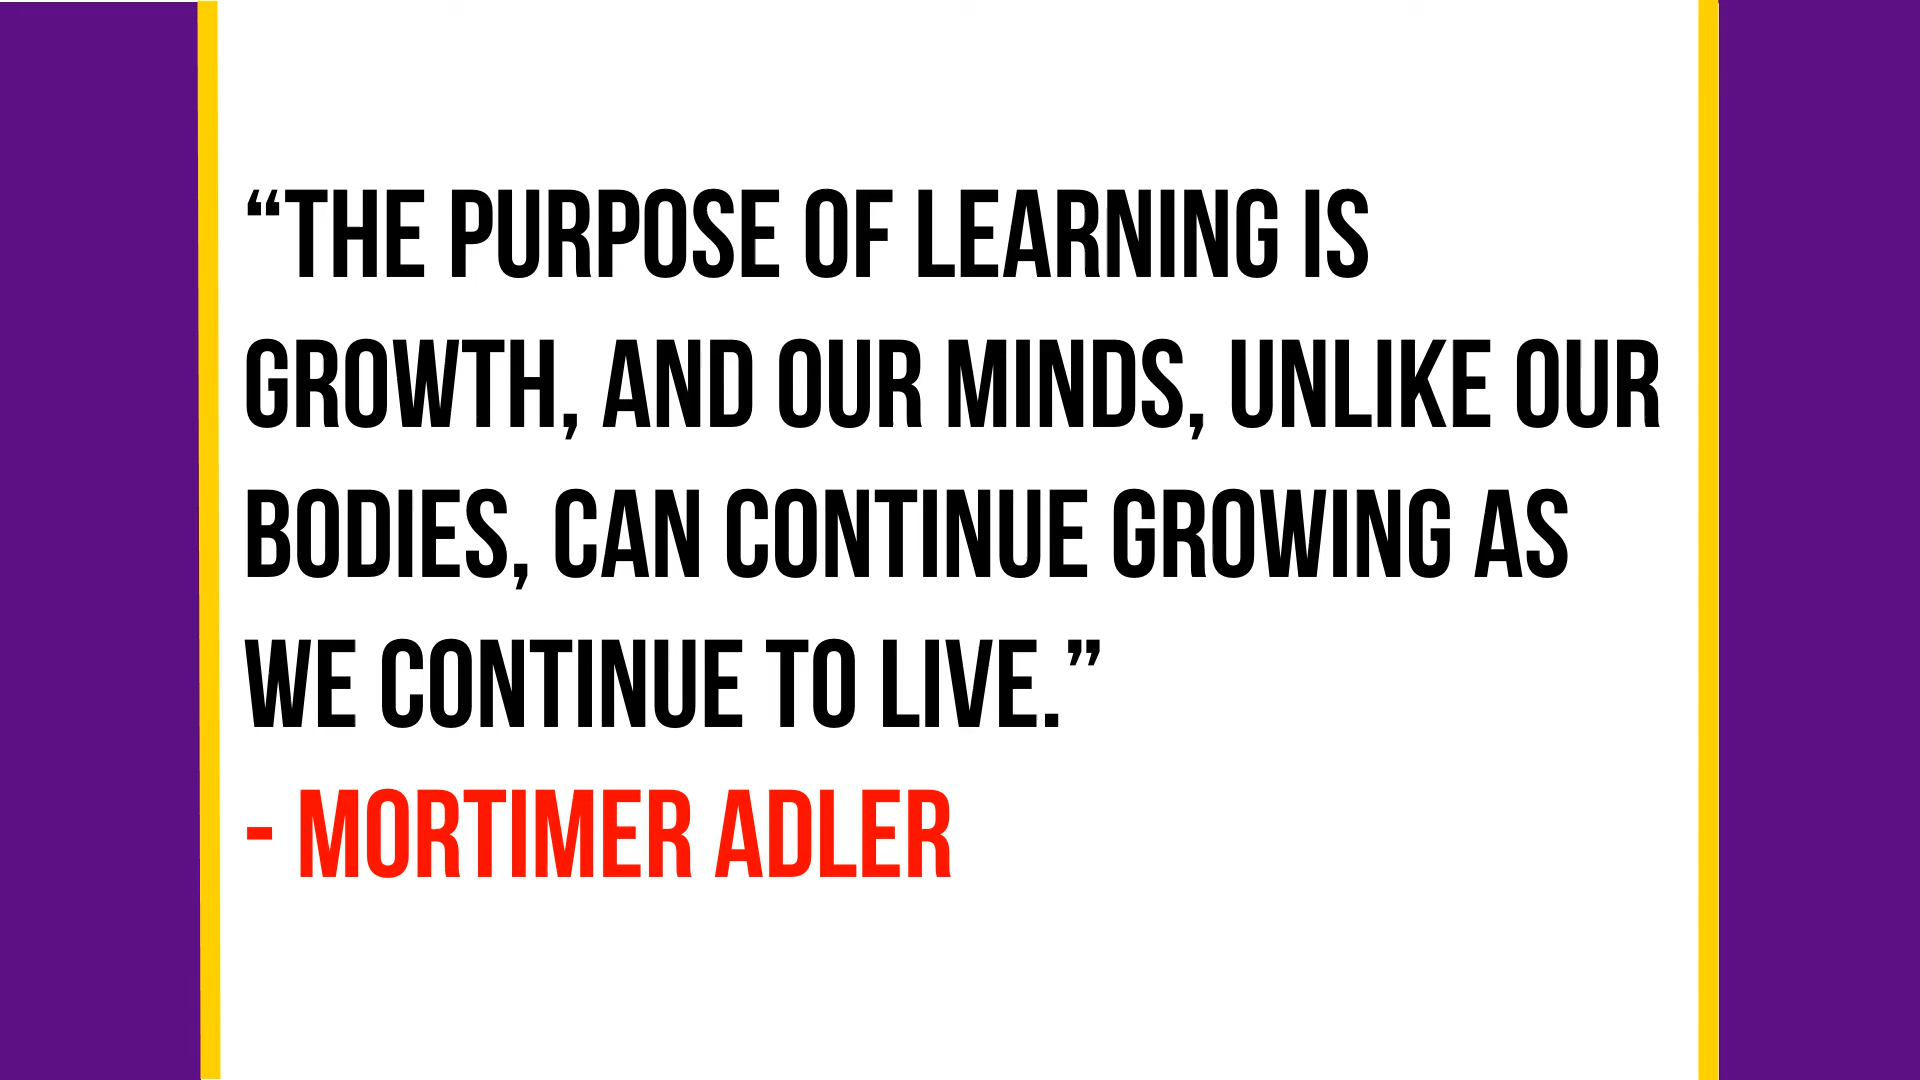 “THE PURPOSE OF LEARNING IS
GROWTH, AND OUR MINDS, UNLIKE OUR
BODIES, CAN CONTINUE GROWING AS
WE CONTINUE TO LIVE.”
- MORTIMER ADLER